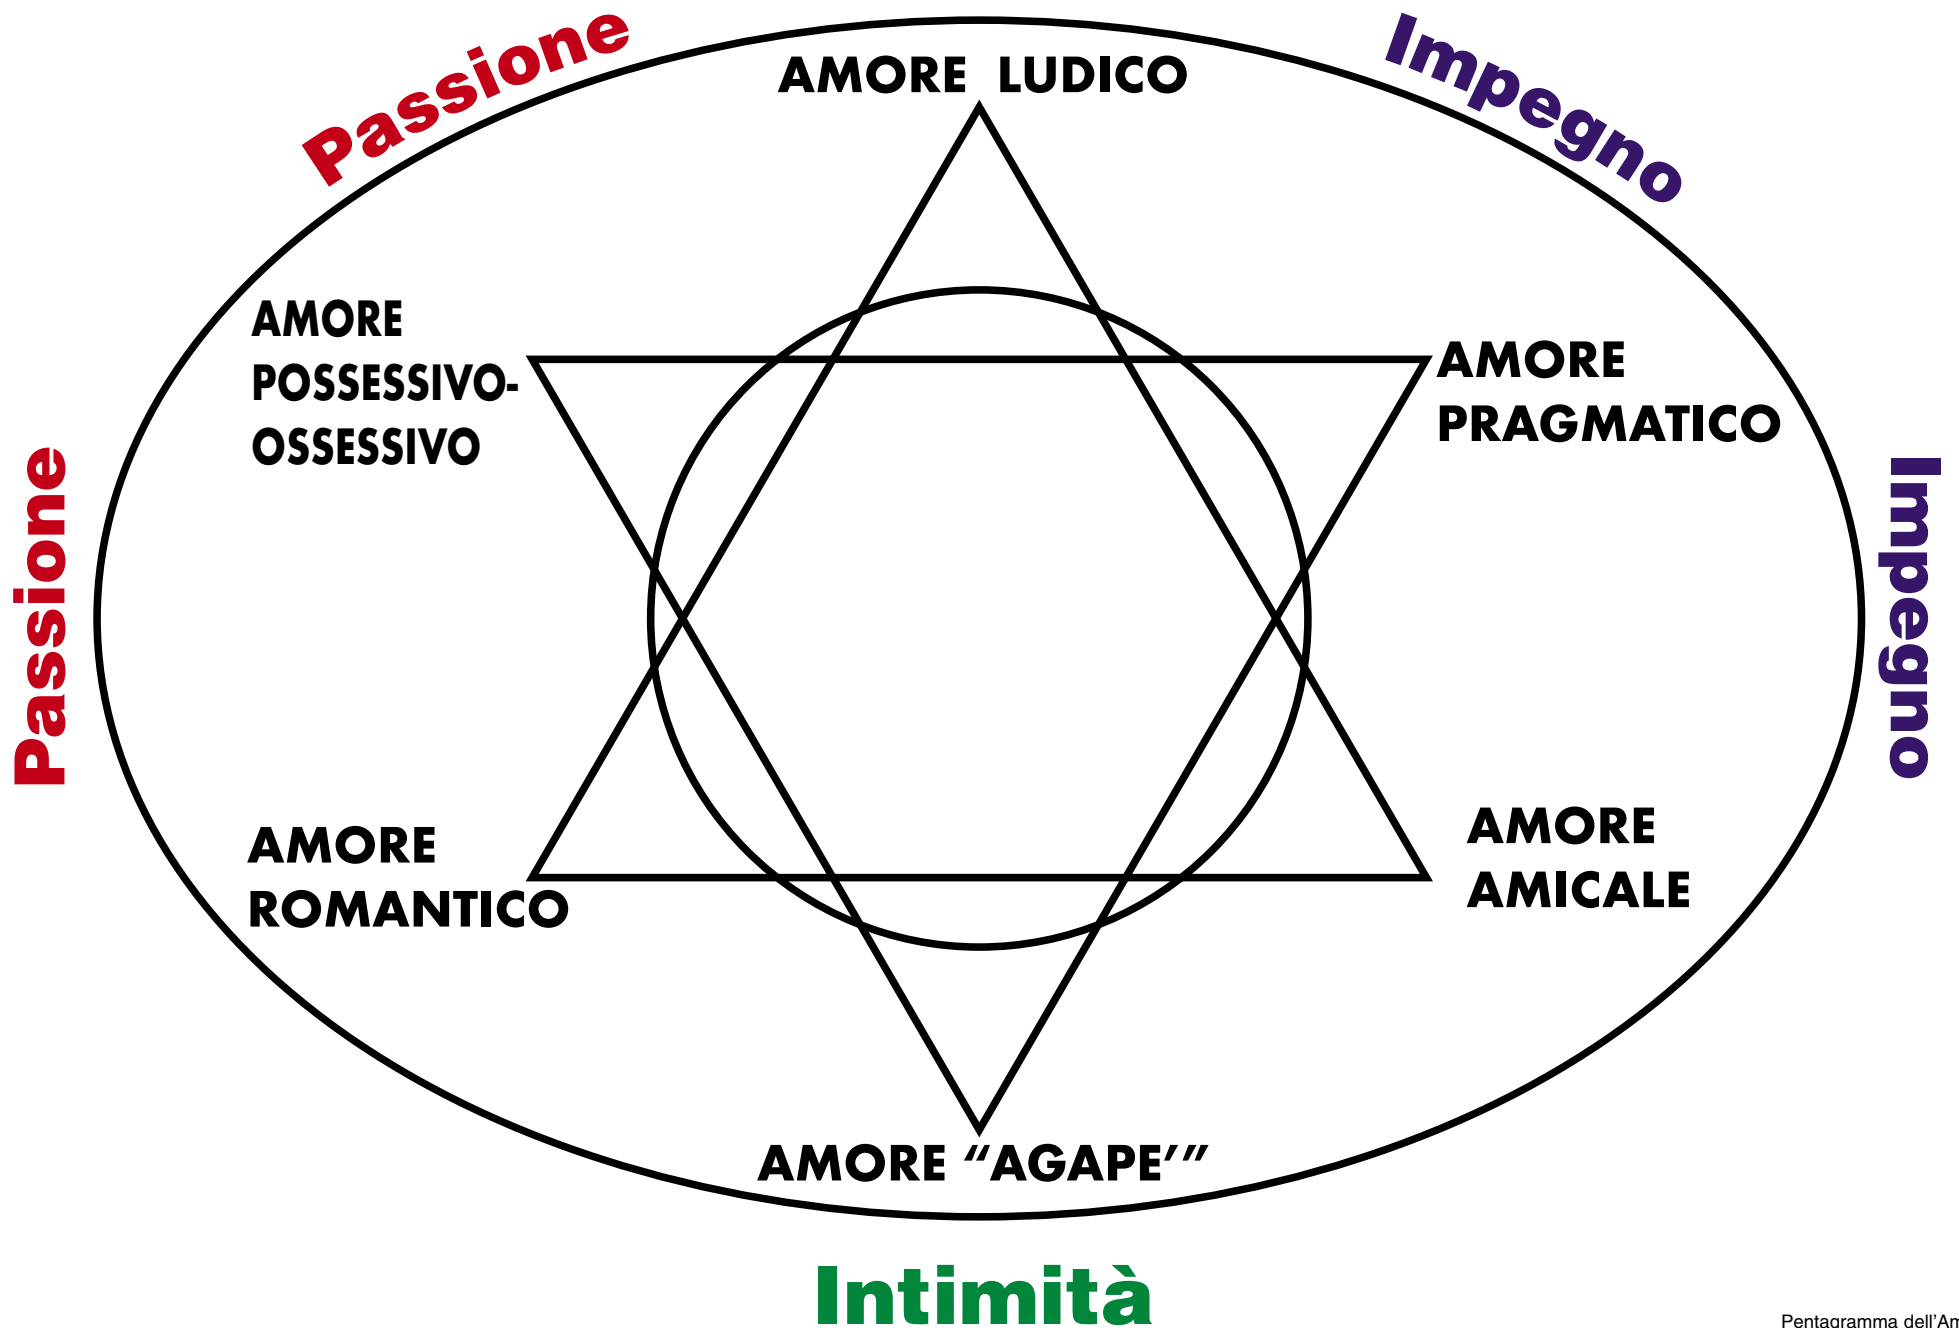 Passione
Impegno
AMORE LUDICO
AMORE
POSSESSIVO-
OSSESSIVO
AMORE
PRAGMATICO
Passione
Impegno
AMORE
ROMANTICO
AMORE
AMICALE
AMORE “AGAPE’”
Intimità
Pentagramma dell'